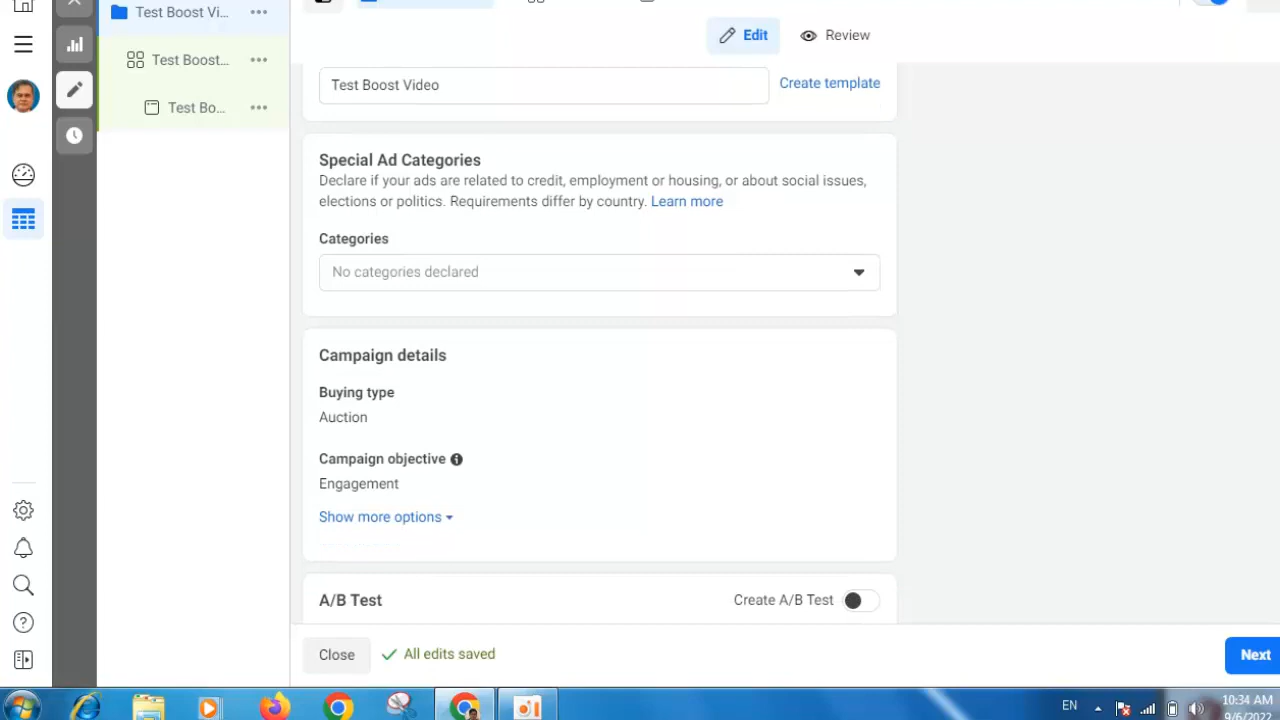 Test Boost Vi...
Test Boost...
Test Bo...
Edit
Review
Test Boost Video
Create template
Special Ad Categories
Declare if your ads are related to credit, employment or housing, or about social issues,
elections or politics. Requirements differ by country. Learn more
Categories
No categories declared
Campaign details
Buying type
Auction
Campaign objective
Engagement
Show more options
A/B Test
Create A/B Test
Close
All edits saved
Next
EN
10:34 AM
9/6/2022